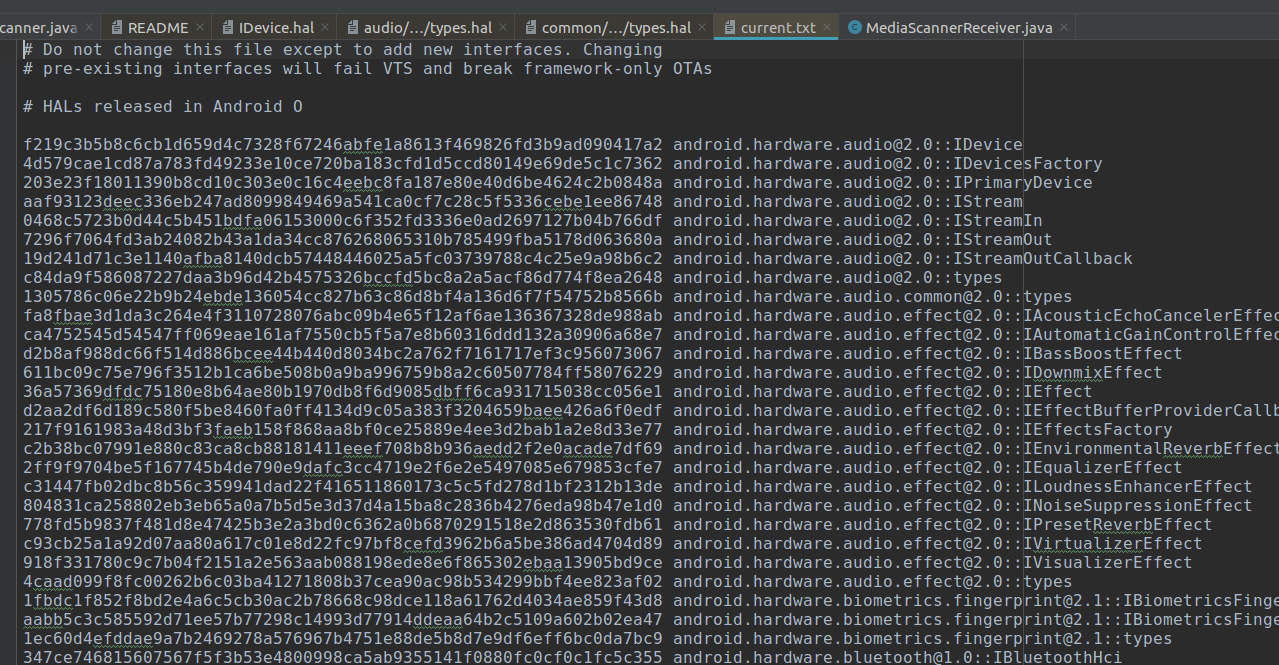 canner.java README IDevice.hal audio/.../types.hal common/.../types.hal current.txt MediaScannerReceiver.java
# Do not change this file except to add new interfaces. Changing
# pre-existing interfaces will fail VTS and break framework-only OTAs
# HALs released in Android O
f219c3b5b8c6cb1d659d4c7328f67246abfe1a8613f469826fd3b9ad090417a2 android.hardware.audio@2.0::IDevice
4d579cae1cd87a783fd49233e10ce720ba183cfd1d5ccd80149e69de5c1c7362 android.hardware.audio@2.0::IDevicesFactory
203e23f18011390b8cd10c303e0c16c4eebc8fa187e80e40d6be4624c2b0848a android.hardware.audio@2.0::IPrimaryDevice
aaf93123deec336eb247ad8099849469a541ca0cf7c28c5f5336cebe1ee86748 android.hardware.audio@2.0::IStream
0468c5723b0d44c5b451bdfa06153000c6f352fd3336e0ad2697127b04b766df android.hardware.audio@2.0::IStreamIn
7296f7064fd3ab24082b43a1da34cc876268065310b785499fba5178d063680a android.hardware.audio@2.0::IStreamOut
19d241d71c3e1140afba8140dcb57448446025a5fc03739788c4c25e9a98b6c2 android.hardware.audio@2.0::IStreamOutCallback
c84da9f586087227daa3b96d42b4575326bccfd5bc8a2a5acf86d774f8ea2648 android.hardware.audio@2.0::types
1305786c06e22b9b24ebde136054cc827b63c86d8bf4a136d6f7f54752b8566b android.hardware.audio.common@2.0::types
fa8fbae3d1da3c264e4f3110728076abc09b4e65f12af6ae136367328de988ab android.hardware.audio.effect@2.0::IAcousticEchoCancelerEffec
ca4752545d54547ff069eae161af7550cb5f5a7e8b60316ddd132a30906a68e7 android.hardware.audio.effect@2.0::IAutomaticGainControlEffec
d2b8af988dc66f514d886bcee44b440d8034bc2a762f7161717ef3c956073067 android.hardware.audio.effect@2.0::IBassBoostEffect
611bc09c75e796f3512b1ca6be508b0a9ba996759b8a2c60507784ff58076229 android.hardware.audio.effect@2.0::IDownmixEffect
36a57369dfdc75180e8b64ae80b1970db8f6d9085dbff6ca931715038cc056e1 android.hardware.audio.effect@2.0::IEffect
d2aa2df6d189c580f5be8460fa0ff4134d9c05a383f3204659baee426a6f0edf android.hardware.audio.effect@2.0::IEffectBufferProviderCallb
217f9161983a48d3bf3faeb158f868aa8bf0ce25889e4ee3d2bab1a2e8d33e77 android.hardware.audio.effect@2.0::IEffectsFactory
c2b38bc07991e880c83ca8cb88181411eeef708b8b936aedd2f2e0acade7df69 android.hardware.audio.effect@2.0::IEnvironmentalReverbEffect
2ff9f9704be5f167745b4de790e9dafc3cc4719e2f6e2e5497085e679853cfe7 android.hardware.audio.effect@2.0::IEqualizerEffect
c31447fb02dbc8b56c359941dad22f416511860173c5c5fd278d1bf2312b13de android.hardware.audio.effect@2.0::ILoudnessEnhancerEffect
804831ca258802eb3eb65a0a7b5d5e3d37d4a15ba8c2836b4276eda98b47e1d0 android.hardware.audio.effect@2.0::INoiseSuppressionEffect
778fd5b9837f481d8e47425b3e2a3bd0c6362a0b6870291518e2d863530fdb61 android.hardware.audio.effect@2.0::IPresetReverbEffect
c93cb25a1a92d07aa80a617c01e8d22fc97bf8cefd3962b6a5be386ad4704d89 android.hardware.audio.effect@2.0::IVirtualizerEffect
918f331780c9c7b04f2151a2e563aab088198ede8e6f865302ebaa13905bd9ce android.hardware.audio.effect@2.0::IVisualizerEffect
4caad099f8fc00262b6c03ba41271808b37cea90ac98b534299bbf4ee823af02 android.hardware.audio.effect@2.0::types
1fbdc1f852f8bd2e4a6c5cb30ac2b78668c98dce118a61762d4034ae859f43d8 android.hardware.biometrics.fingerprint@2.1::IBiometricsFinge
aabb5c3c585592d71ee57b77298c14993d77914ddeaa64b2c5109a602b02ea47 android.hardware.biometrics.fingerprint@2.1::IBiometricsFinge
1ec60d4efddae9a7b2469278a576967b4751e88de5b8d7e9df6eff6bc0da7bc9 android.hardware.biometrics.fingerprint@2.1::types
347ce746815607567f5f3b53e4800998ca5ab9355141f0880fc0cf0c1fc5c355 android.hardware.bluetooth@1.0::IBluetoothHci